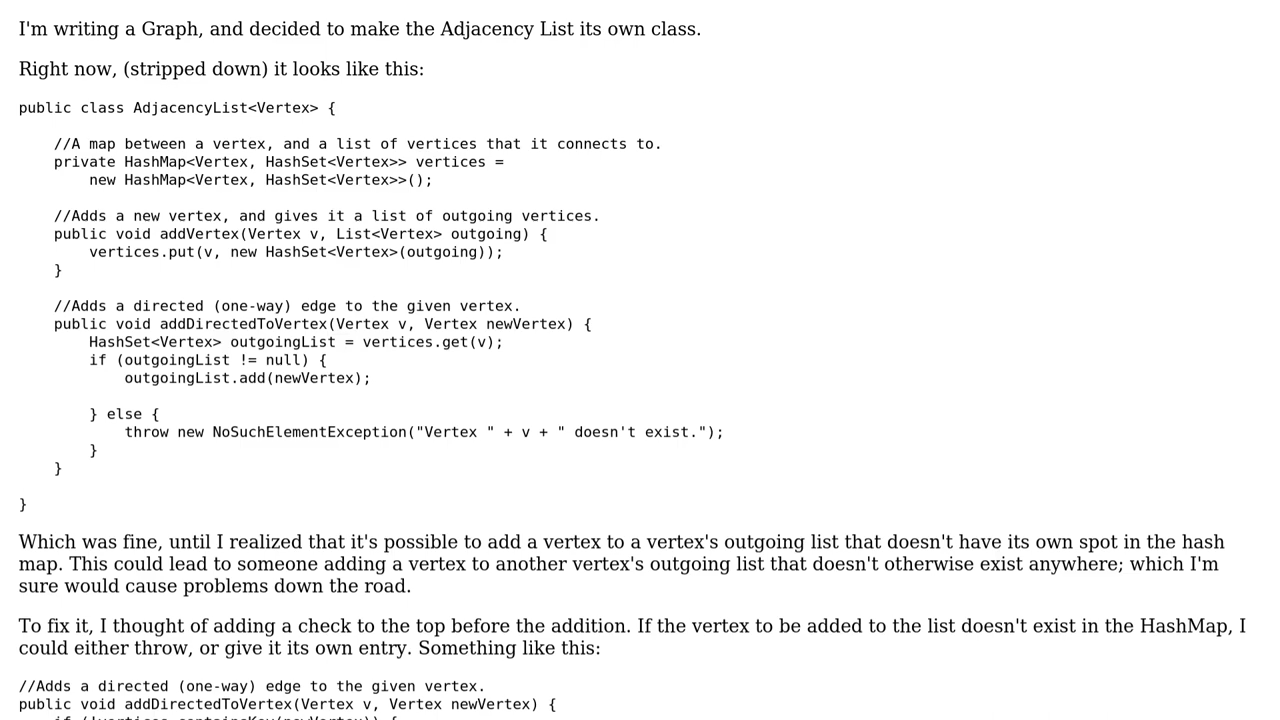 I'm writing a Graph, and decided to make the Adjacency List its own class.
Right now, (stripped down) it looks like this:
public class AdjacencyList<Vertex> {
    //A map between a vertex, and a list of vertices that it connects to.
    private HashMap<Vertex, HashSet<Vertex>> vertices =
        new HashMap<Vertex, HashSet<Vertex>>();
    //Adds a new vertex, and gives it a list of outgoing vertices.
    public void addVertex(Vertex v, List<Vertex> outgoing) {
        vertices.put(v, new HashSet<Vertex>(outgoing));
    }
    //Adds a directed (one-way) edge to the given vertex.
    public void addDirectedToVertex(Vertex v, Vertex newVertex) {
        HashSet<Vertex> outgoingList = vertices.get(v);
        if (outgoingList != null) {
            outgoingList.add(newVertex);
        } else {
            throw new NoSuchElementException("Vertex " + v + " doesn't exist.");
        }
    }
}
Which was fine, until I realized that it's possible to add a vertex to a vertex's outgoing list that doesn't have its own spot in the hash
map. This could lead to someone adding a vertex to another vertex's outgoing list that doesn't otherwise exist anywhere; which I'm
sure would cause problems down the road.
To fix it, I thought of adding a check to the top before the addition. If the vertex to be added to the list doesn't exist in the HashMap, I
could either throw, or give it its own entry. Something like this:
//Adds a directed (one-way) edge to the given vertex.
public void addDirectedToVertex(Vertex v, Vertex newVertex) {
    if (!vertices.containsKey(newVertex)) {